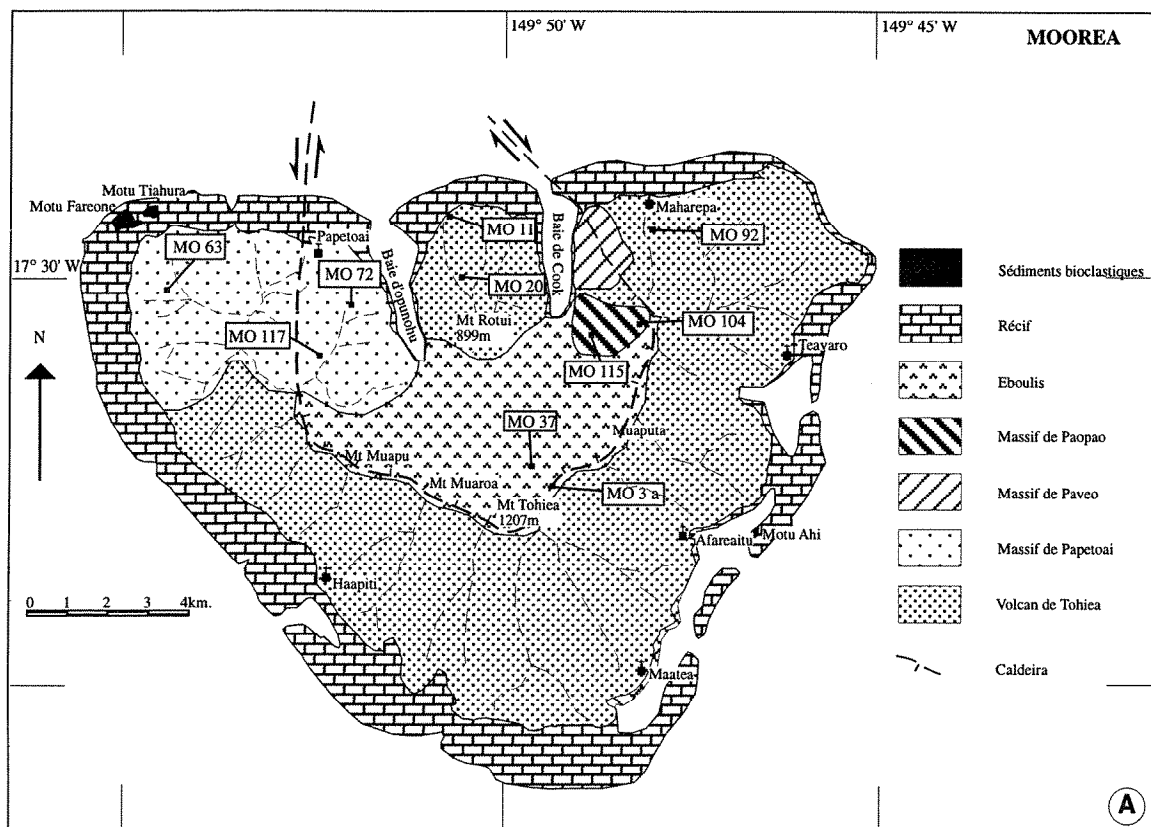 149° 50' W
149° 45' W
MOOREA
Motu Tiahura
Motu Fareone
MO 63
Papetoai
MO 11
Maharepa
MO 92
17° 30' W
MO 72
Baie d'opunohu
MO 20
Baie de Cook
Mt Rotui
899m
MO 104
MO 117
MO 115
Teavaro
N
MO 37
Muaputa
Mt Muapu
Mt Muaroa
MO 3 a
Mt Tohiea
1207m
Afareaitu
Motu Ahi
Haapiti
0 1 2 3 4km.
Maatea
Sédiments bioclastiques
Récif
Eboulis
Massif de Paopao
Massif de Paveo
Massif de Papetoai
Volcan de Tohiea
Caldeira
A